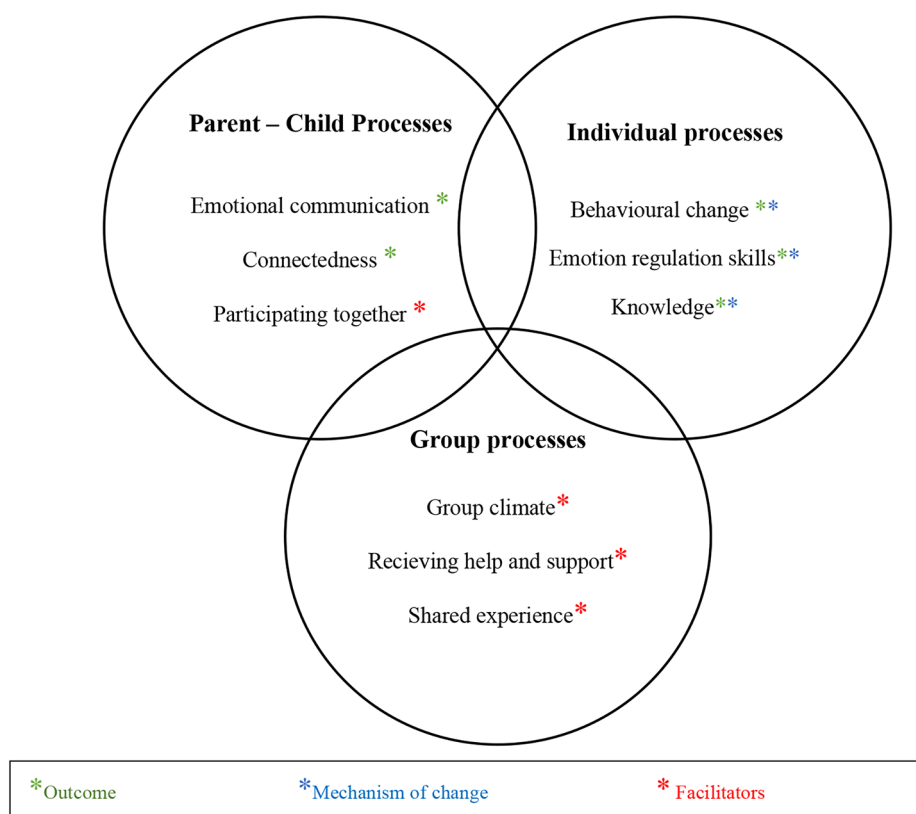 Parent – Child Processes
Emotional communication *
Connectedness *
Participating together *
Individual processes
Behavioural change **
Emotion regulation skills**
Knowledge**
Group processes
Group climate*
Recieving help and support*
Shared experience*
*Outcome
*Mechanism of change
* Facilitators